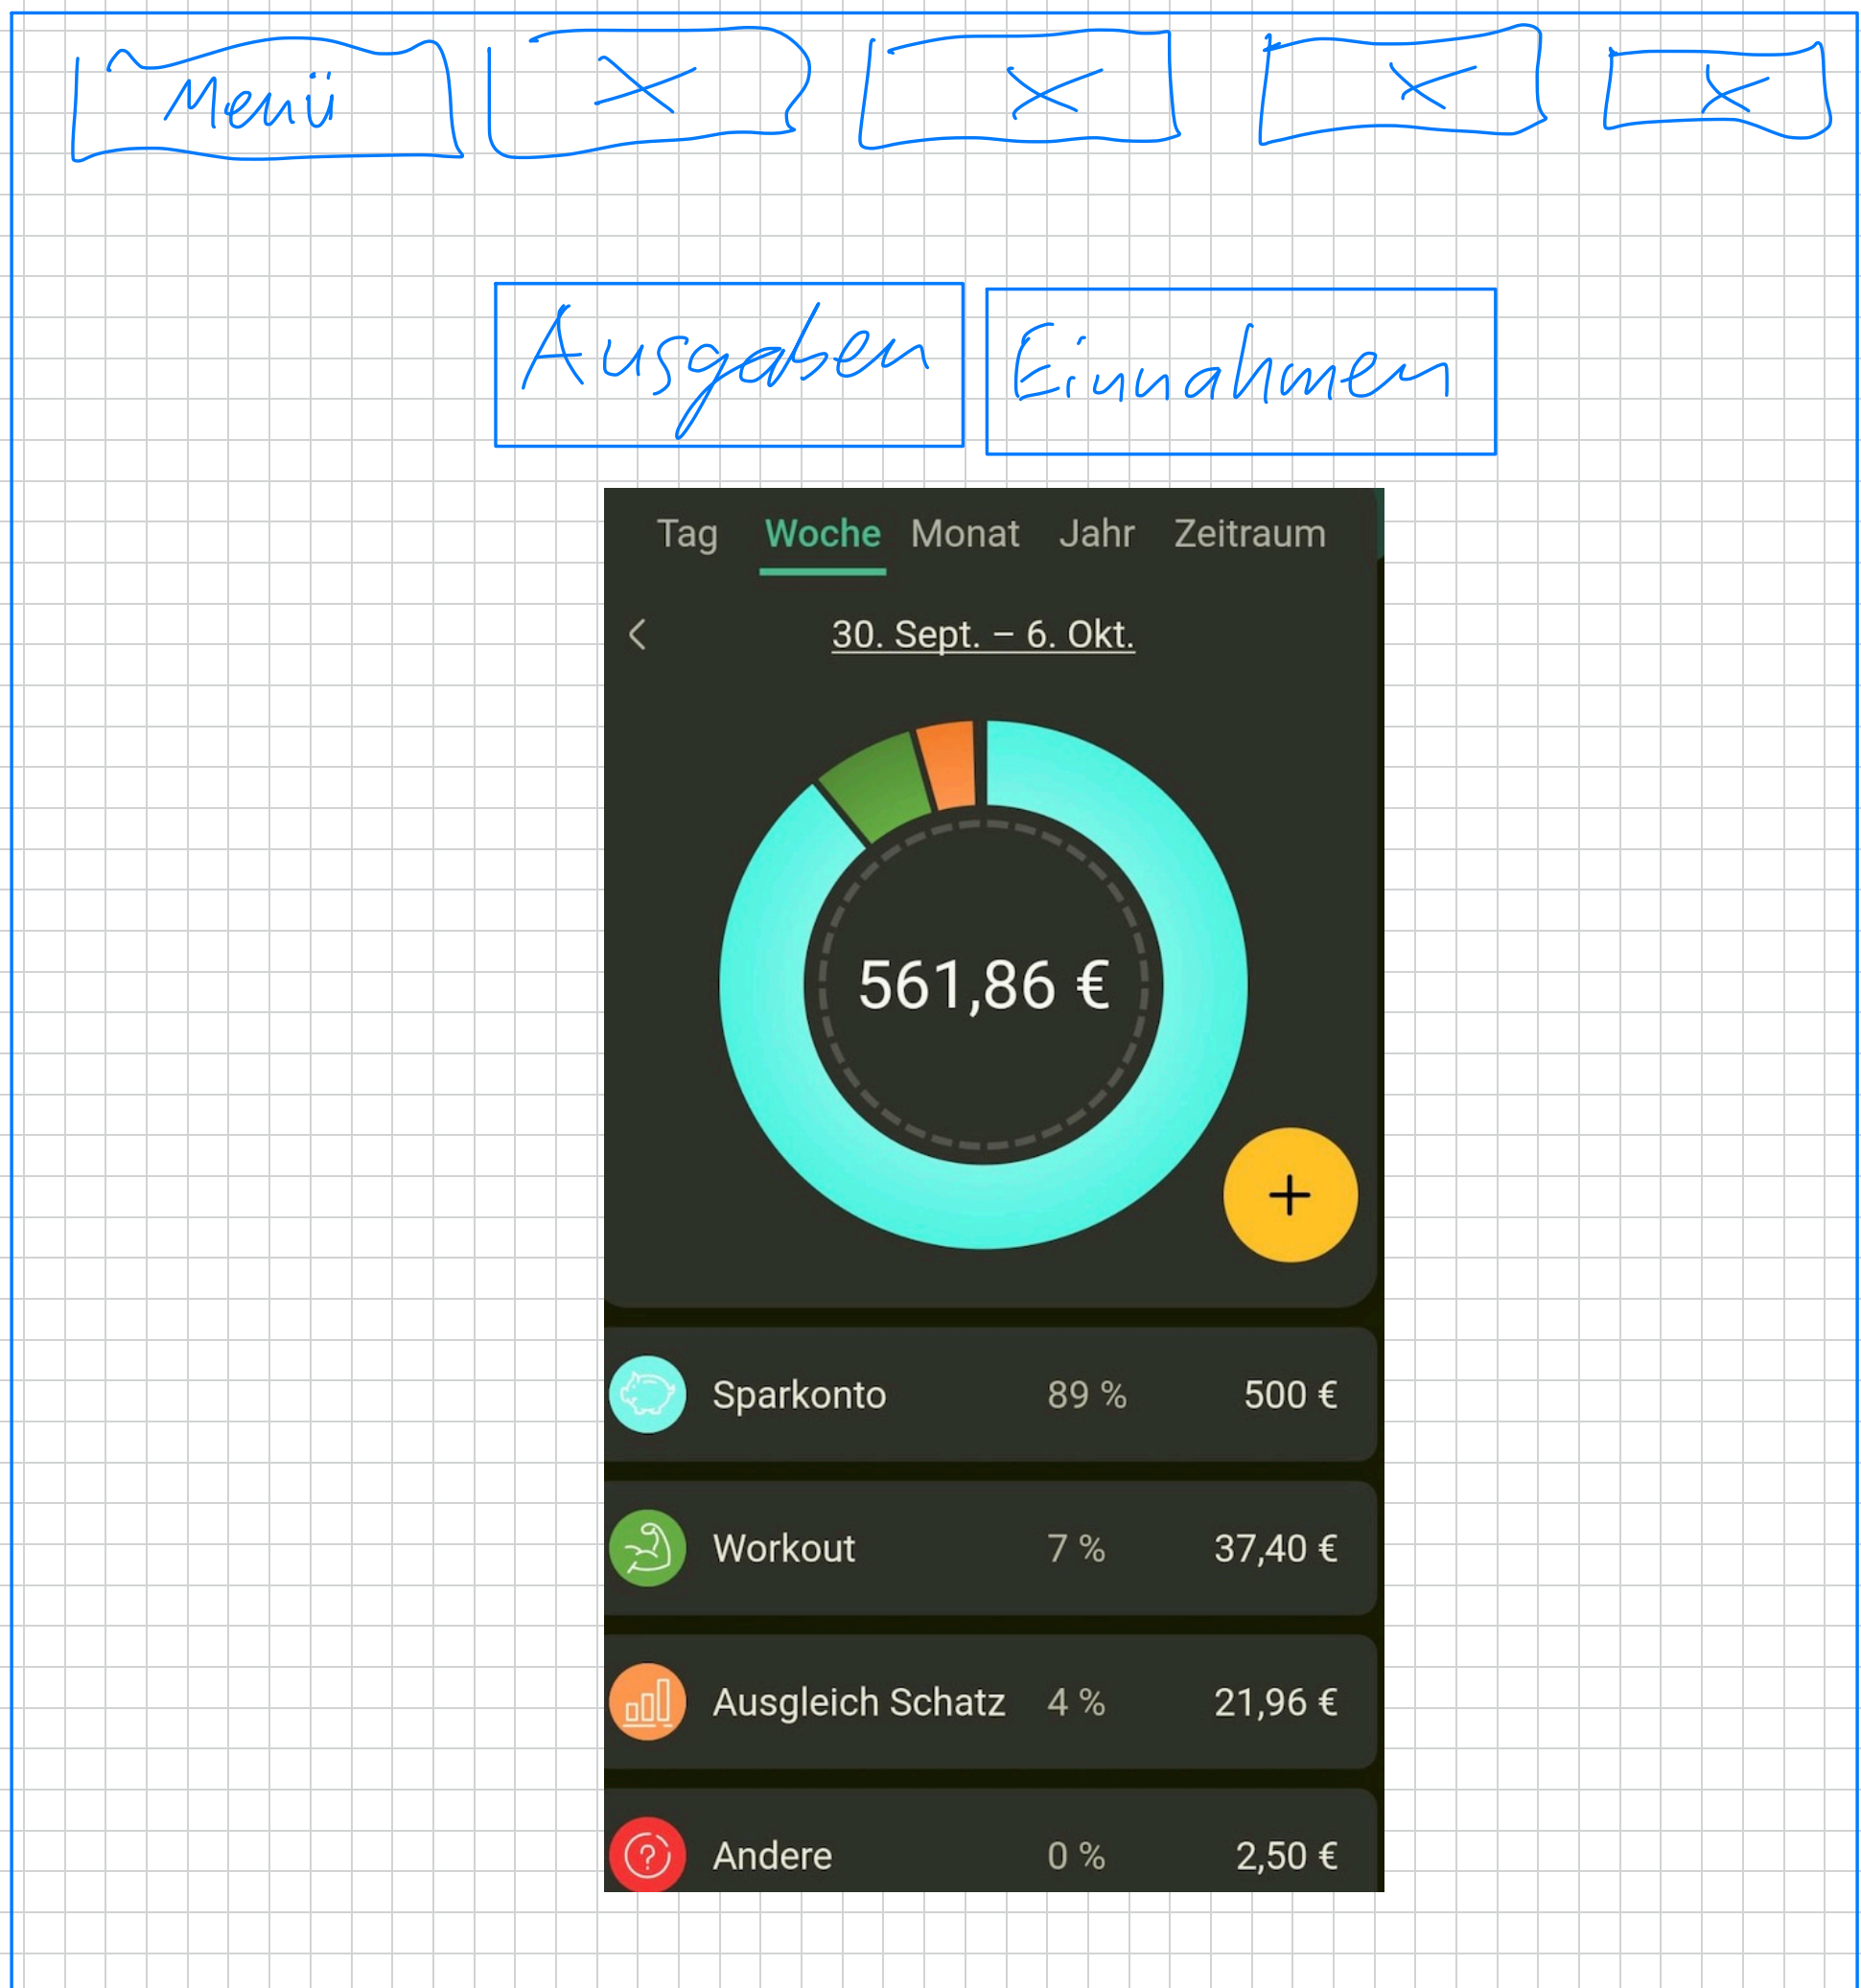 Menü X X X X
Ausgaben Einnahmen
Tag Woche Monat Jahr Zeitraum
< 30. Sept. – 6. Okt.
561,86 €
+
Sparkonto 89 % 500 €
Workout 7 % 37,40 €
Ausgleich Schatz 4 % 21,96 €
? Andere 0 % 2,50 €